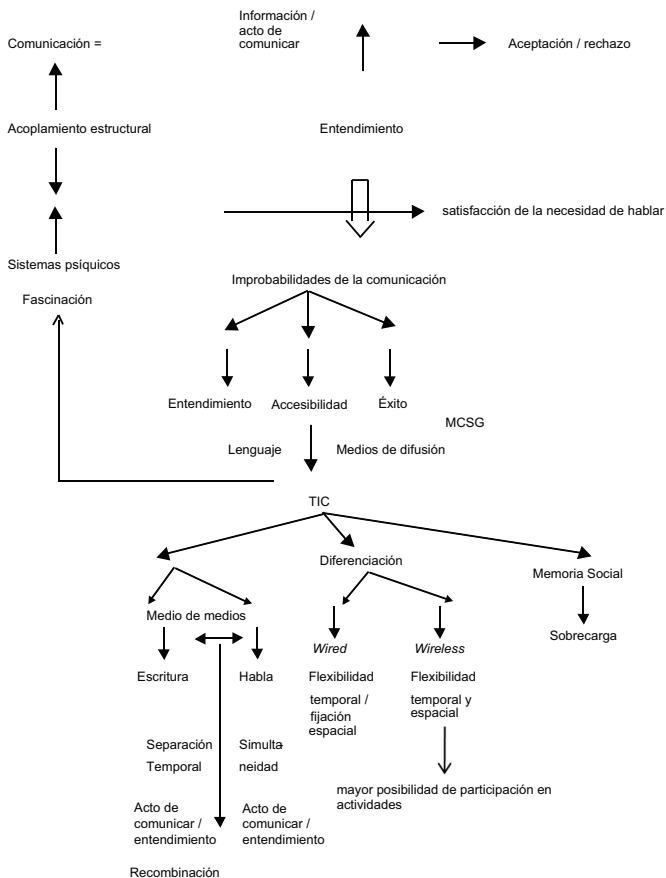 Información /
acto de
comunicar
Comunicación =
Aceptación / rechazo
Acoplamiento estructural
Entendimiento
satisfacción de la necesidad de hablar
Sistemas psíquicos
Improbabilidades de la comunicación
Fascinación
Entendimiento
Accesibilidad
Éxito
MCSG
Lenguaje
Medios de difusión
TIC
Diferenciación
Memoria Social
Medio de medios
Sobrecarga
Wired
Wireless
Escritura
Habla
Flexibilidad
temporal /
fijación
espacial
Flexibilidad
temporal y
espacial
Separación
Temporal
Simulta-
neidad
mayor posibilidad de participación en
actividades
Acto de
comunicar /
entendimiento
Acto de
comunicar /
entendimiento
Recombinación